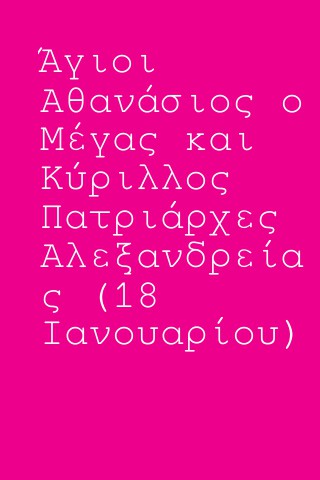 Άγιοι
Αθανάσιος ο
Μέγας και
Κύριλλος
Πατριάρχες
Αλεξανδρεία
ς (18
Ιανουαρίου)